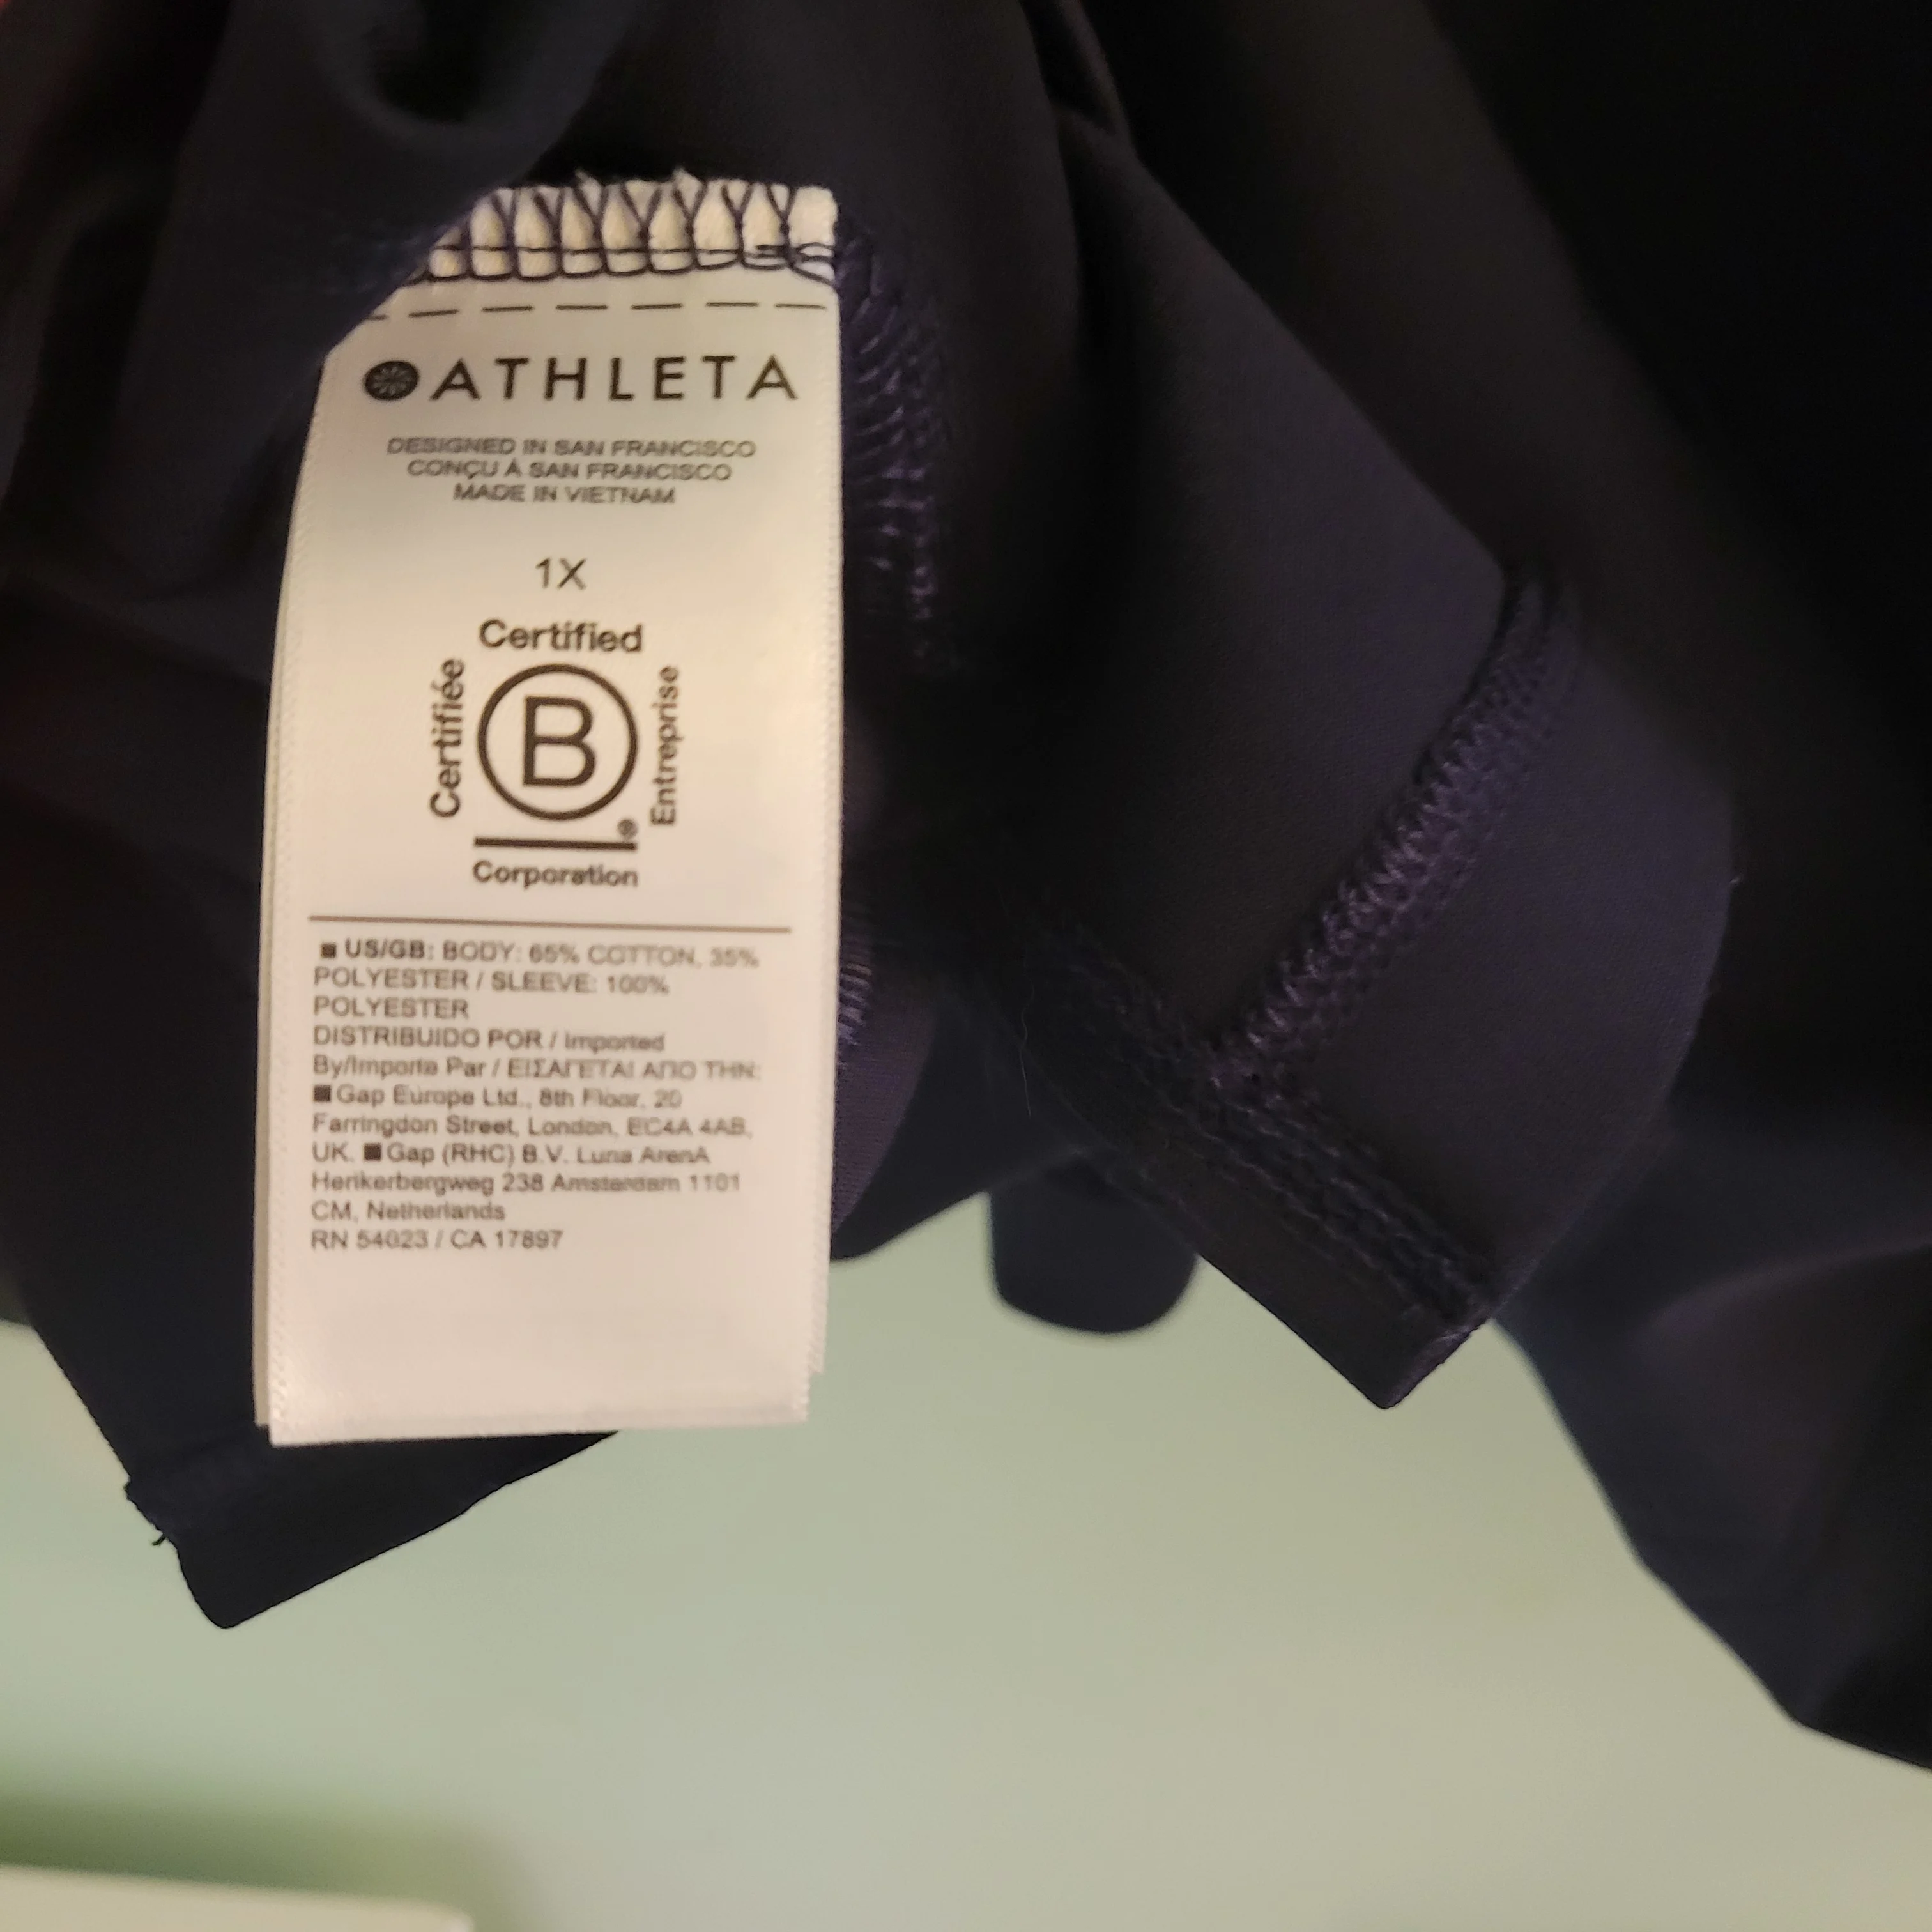 ATHLETA
DESIGNED IN SAN FRANCISCO
CONÇU À SAN FRANCISCO
MADE IN VIETNAM
1X
Certified
Certifiée
B
Entreprise
®
Corporation
■ US/GB: BODY: 65% COTTON, 35%
POLYESTER / SLEEVE: 100%
POLYESTER
DISTRIBUIDO POR / Imported
By/Importe Par / ΕΙΣΑΓΕΤΑΙ ΑΠΟ ΤΗΝ:
■ Gap Europe Ltd., 8th Floor, 20
Farringdon Street, London, EC4A 4AB,
UK. ■ Gap (RHC) B.V. Luna ArenA
Herikerbergweg 238 Amsterdam 1101
CM, Netherlands
RN 54023 / CA 17897